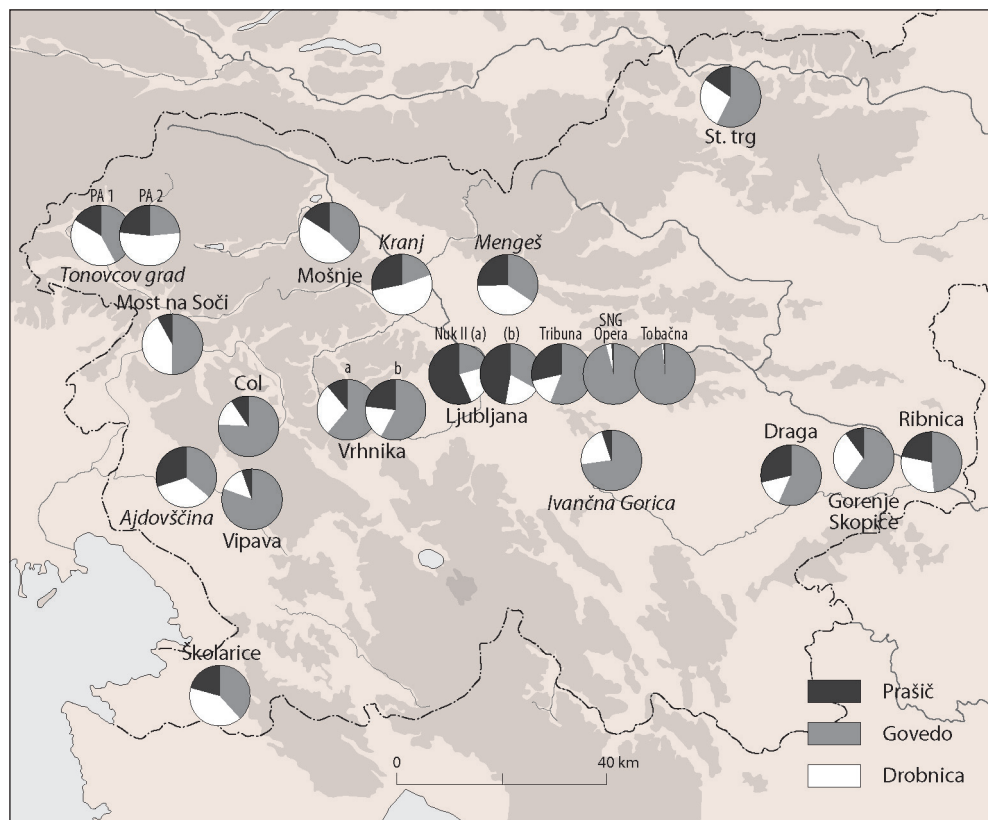 St. trg
PA 1
PA 2
Tonovcov grad
Mošnje
Kranj
Mengeš
Most na Soči
Nuk II (a)
(b)
Tribuna
SNG
Opera
Tobačna
Ljubljana
Col
a
b
Vrhnika
Ajdovščina
Vipava
Ivančna Gorica
Draga
Gorenje
Skopice
Ribnica
Školarice
Prašič
Govedo
Drobnica
0
40 km